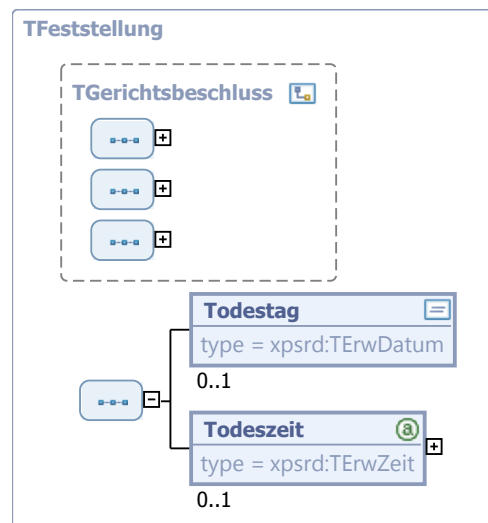 TFeststellung
TGerichtsbeschluss
Todestag
type = xpsrd:TErwDatum
0..1
Todeszeit
type = xpsrd:TErwZeit
0..1